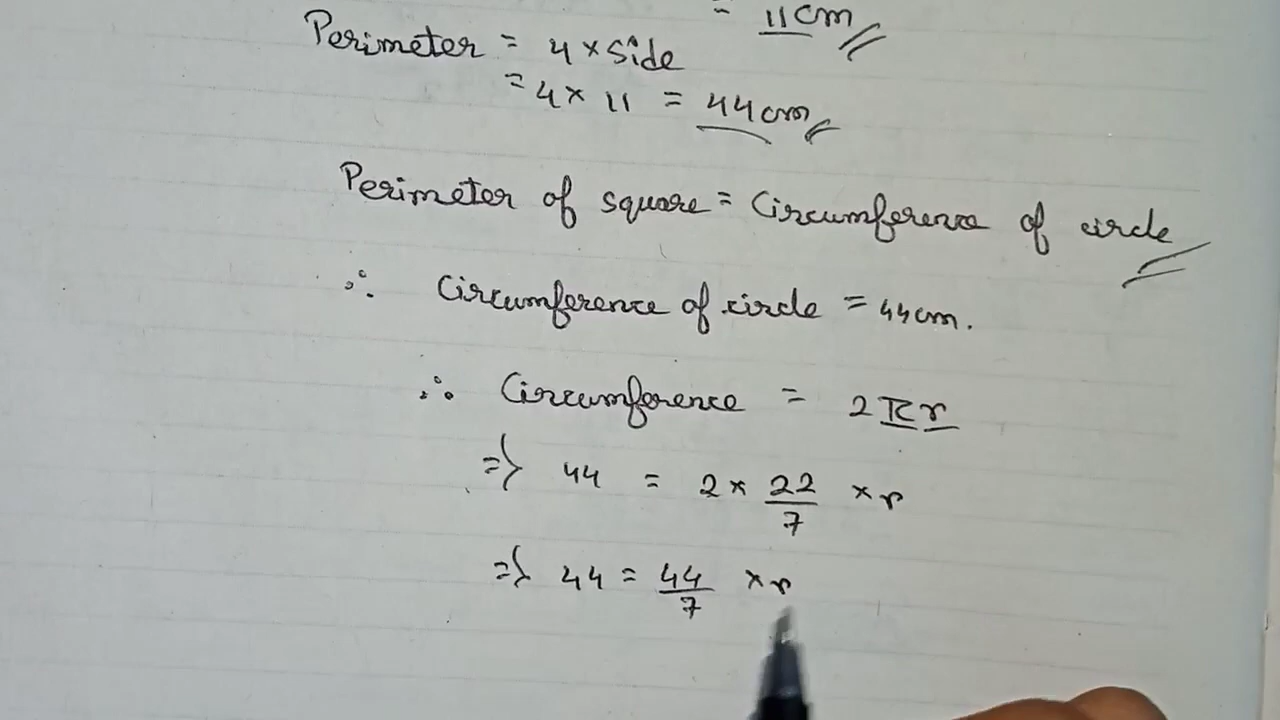 = 11cm
Perimeter = 4 × side
= 4 × 11 = 44cm
Perimeter of square = Circumference of circle
∴ Circumference of circle = 44cm.
∴ Circumference = 2πr
=> 44 = 2 × 22/7 × r
=> 44 = 44/7 × r